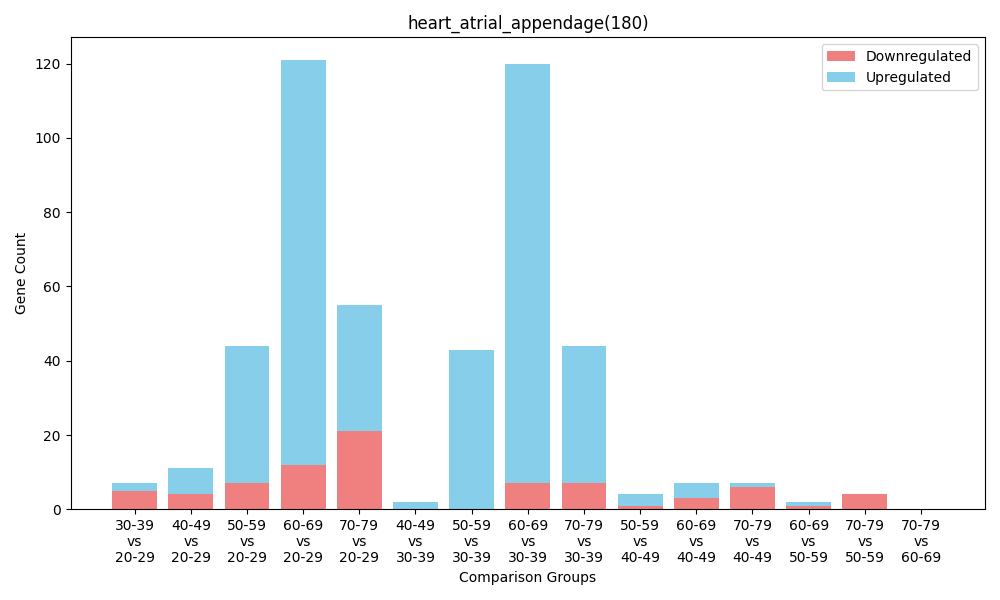 heart_atrial_appendage(180)
Downregulated
Upregulated
Gene Count
120
100
80
60
40
20
0
30-39
vs
20-29
40-49
vs
20-29
50-59
vs
20-29
60-69
vs
20-29
70-79
vs
20-29
40-49
vs
30-39
50-59
vs
30-39
60-69
vs
30-39
70-79
vs
30-39
50-59
vs
40-49
60-69
vs
40-49
70-79
vs
40-49
60-69
vs
50-59
70-79
vs
50-59
70-79
vs
60-69
Comparison Groups